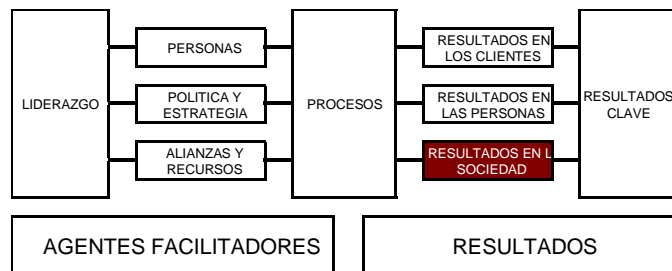 LIDERAZGO
PERSONAS
POLITICA Y
ESTRATEGIA
ALIANZAS Y
RECURSOS
PROCESOS
RESULTADOS EN
LOS CLIENTES
RESULTADOS EN
LAS PERSONAS
RESULTADOS EN L
SOCIEDAD
RESULTADOS
CLAVE
AGENTES FACILITADORES
RESULTADOS